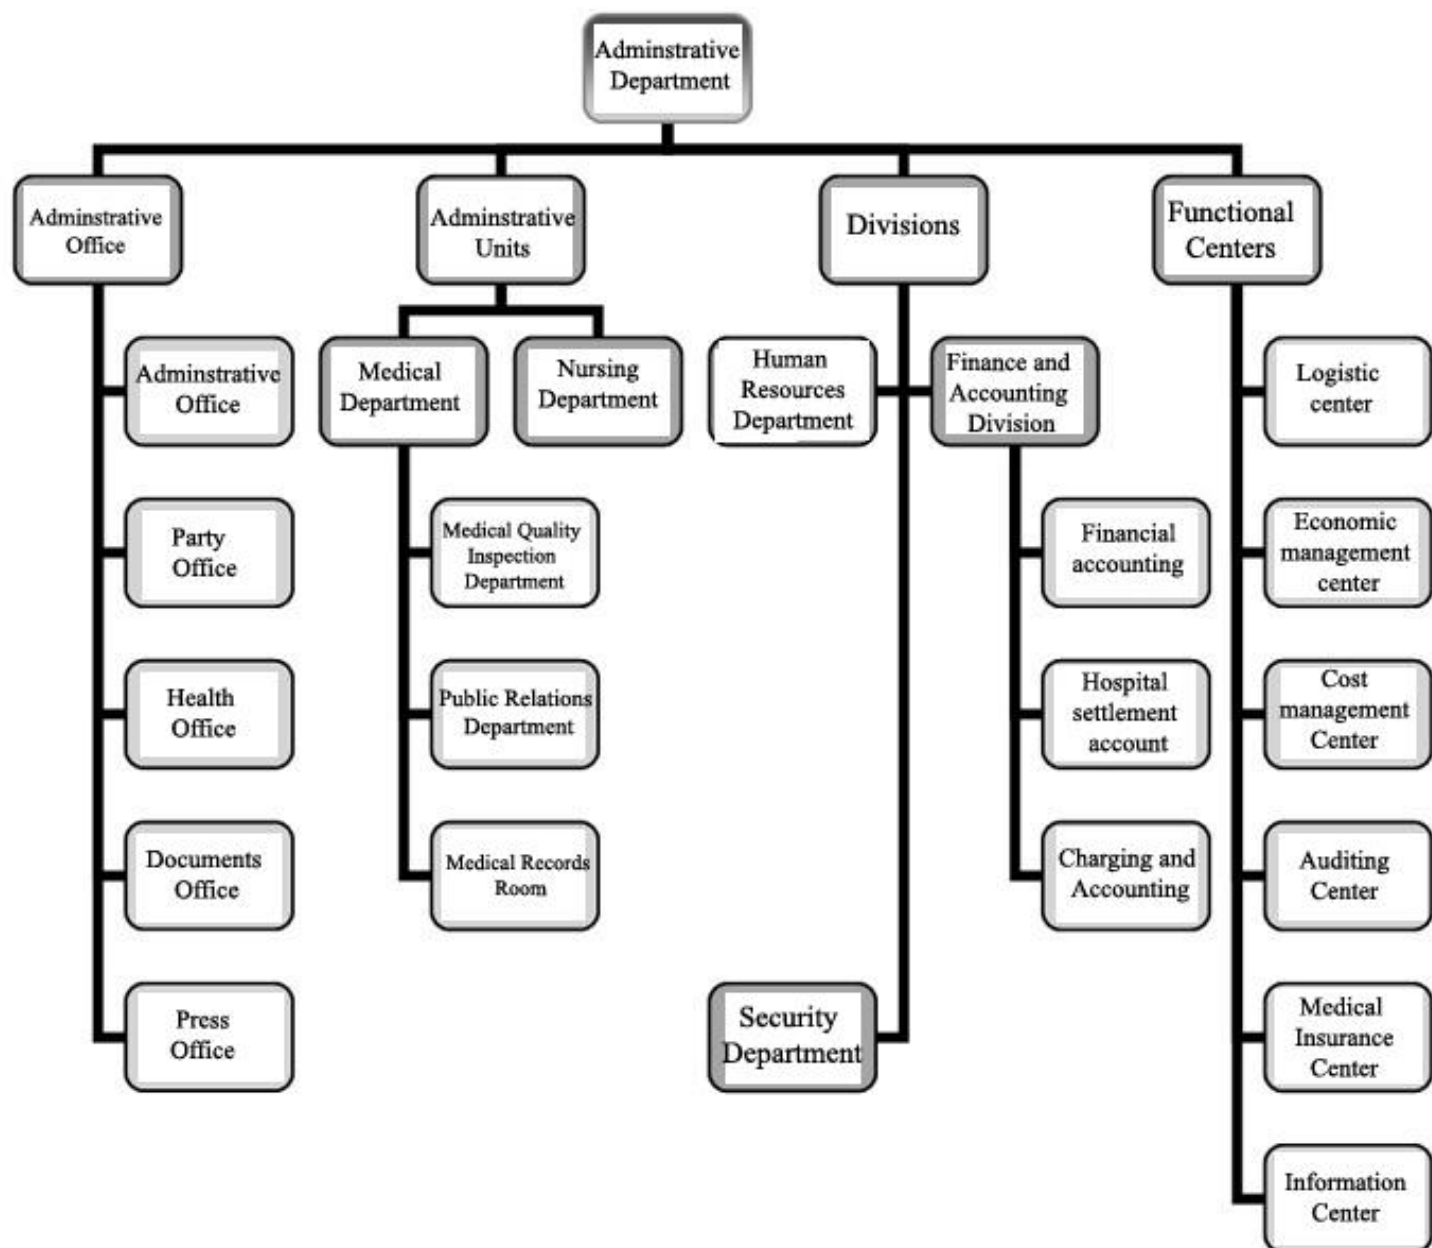 Adminstrative
Department
Adminstrative
Office
Adminstrative
Units
Divisions
Functional
Centers
Adminstrative
Office
Medical
Department
Nursing
Department
Human
Resources
Department
Finance and
Accounting
Division
Logistic
center
Party
Office
Medical Quality
Inspection
Department
Financial
accounting
Economic
management
center
Health
Office
Public Relations
Department
Hospital
settlement
account
Cost
management
Center
Documents
Office
Medical Records
Room
Charging and
Accounting
Auditing
Center
Press
Office
Security
Department
Medical
Insurance
Center
Information
Center